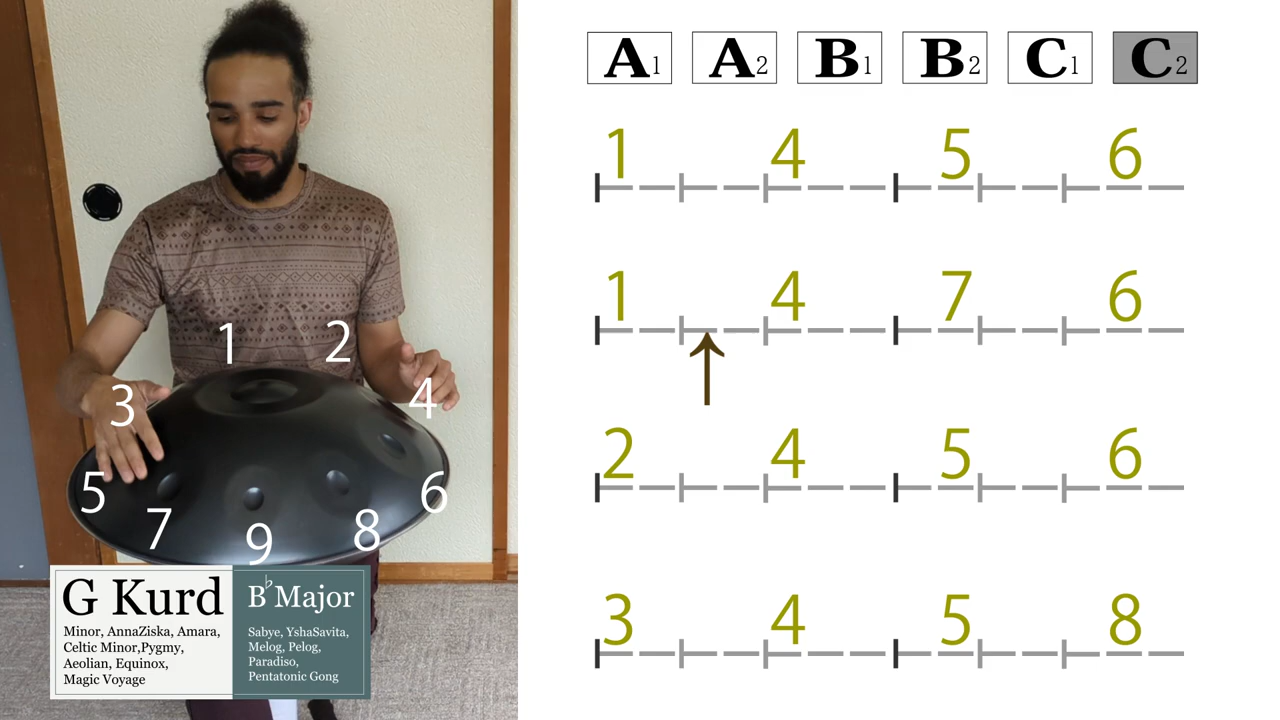 A1 A2 B1 B2 C1 C2
1 4 5 6
1 4 7 6
2 4 5 6
3 4 5 8
1 2
3 4
5 6
7 9 8
G Kurd
Minor, AnnaZiska, Amara,
Celtic Minor,Pygmy,
Aeolian, Equinox,
Magic Voyage
B♭Major
Sabye, YshaSavita,
Melog, Pelog,
Paradiso,
Pentatonic Gong